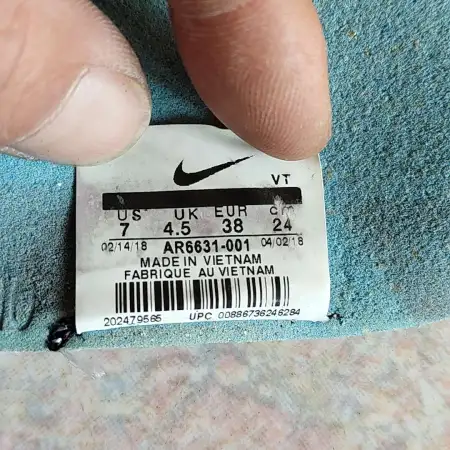 VT
US UK EUR cm
7 4.5 38 24
02/14/18 AR6631-001 04/02/18
MADE IN VIETNAM
FABRIQUE AU VIETNAM
202479565 UPC 00886736246284